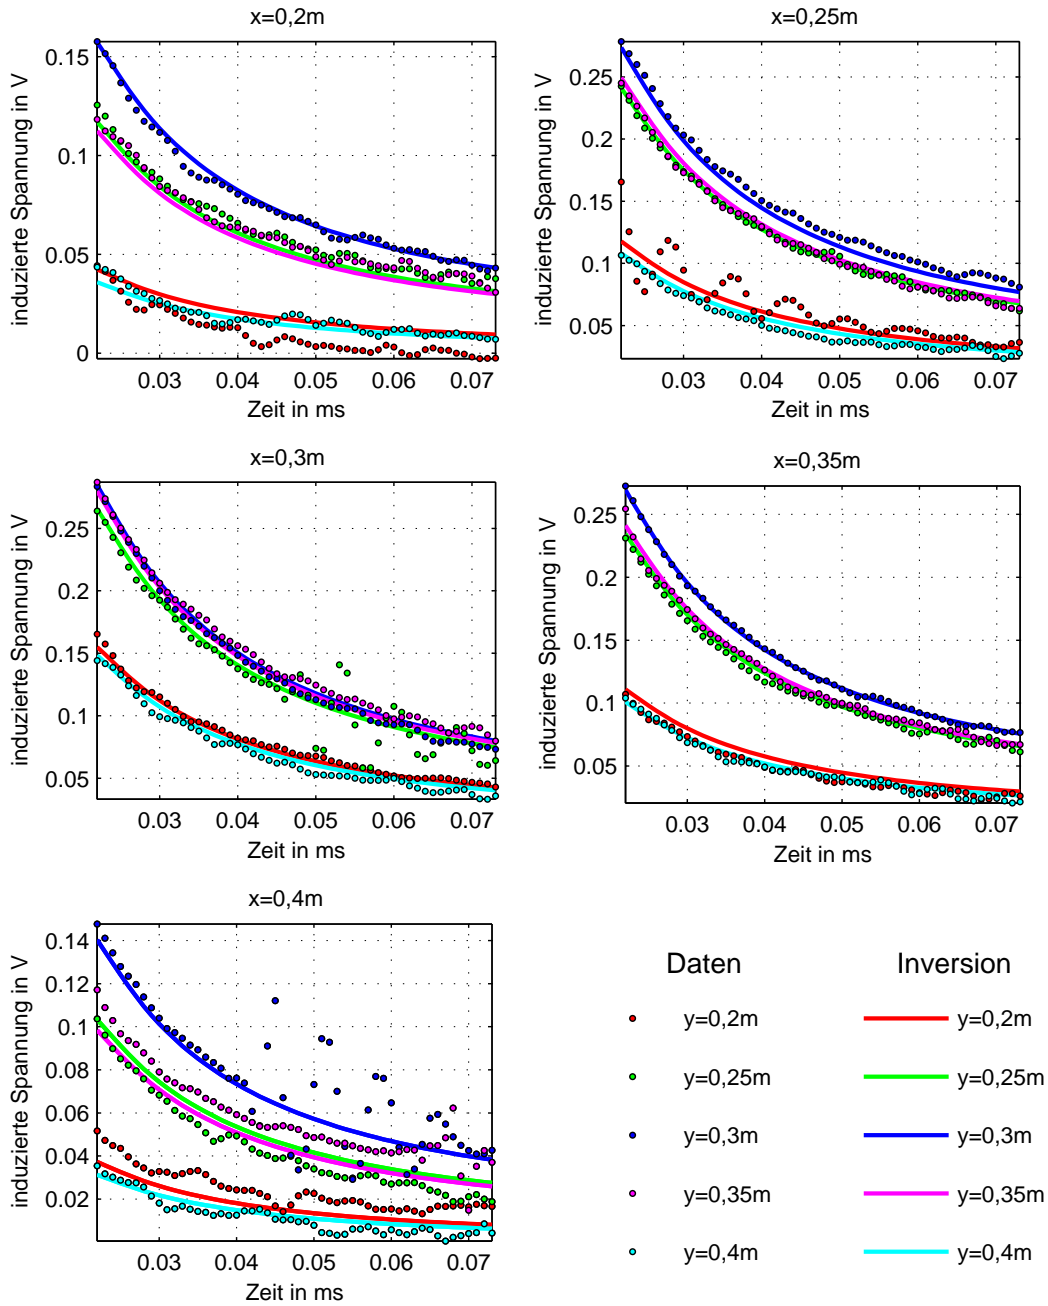 x=0,2m
induzierte Spannung in V
0.15
0.1
0.05
0
0.03 0.04 0.05 0.06 0.07
Zeit in ms
x=0,25m
induzierte Spannung in V
0.25
0.2
0.15
0.1
0.05
0.03 0.04 0.05 0.06 0.07
Zeit in ms
x=0,3m
induzierte Spannung in V
0.25
0.2
0.15
0.1
0.05
0.03 0.04 0.05 0.06 0.07
Zeit in ms
x=0,35m
induzierte Spannung in V
0.25
0.2
0.15
0.1
0.05
0.03 0.04 0.05 0.06 0.07
Zeit in ms
x=0,4m
induzierte Spannung in V
0.14
0.12
0.1
0.08
0.06
0.04
0.02
0.03 0.04 0.05 0.06 0.07
Zeit in ms
Daten Inversion
y=0,2m y=0,2m
y=0,25m y=0,25m
y=0,3m y=0,3m
y=0,35m y=0,35m
y=0,4m y=0,4m